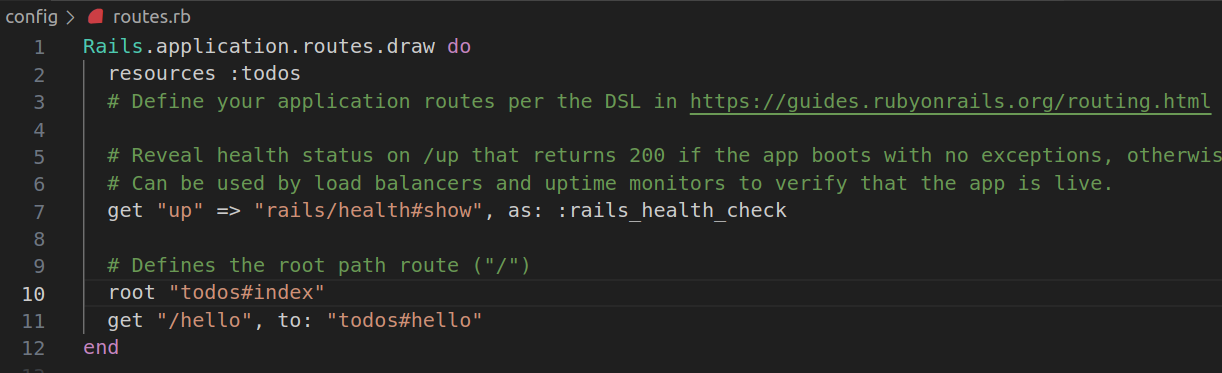 config > routes.rb
1 Rails.application.routes.draw do
2 resources :todos
3 # Define your application routes per the DSL in https://guides.rubyonrails.org/routing.html
4
5 # Reveal health status on /up that returns 200 if the app boots with no exceptions, otherwis
6 # Can be used by load balancers and uptime monitors to verify that the app is live.
7 get "up" => "rails/health#show", as: :rails_health_check
8
9 # Defines the root path route ("/")
10 root "todos#index"
11 get "/hello", to: "todos#hello"
12 end